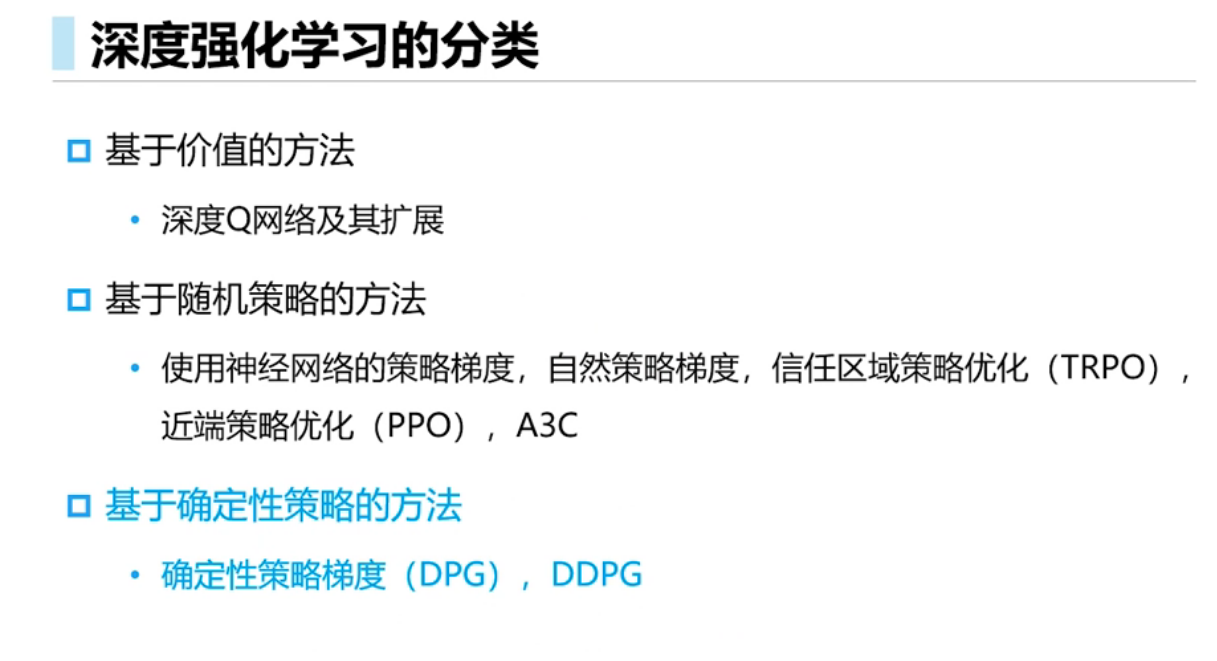 深度强化学习的分类
基于价值的方法
• 深度Q网络及其扩展
基于随机策略的方法
• 使用神经网络的策略梯度，自然策略梯度，信任区域策略优化（TRPO），
近端策略优化（PPO），A3C
基于确定性策略的方法
• 确定性策略梯度（DPG），DDPG